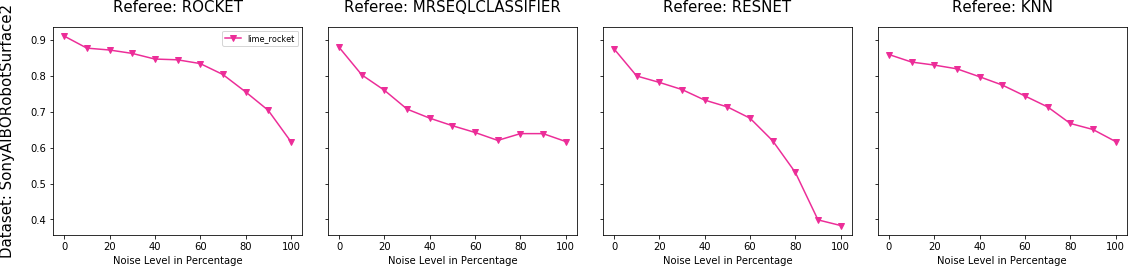 Referee: ROCKET
Referee: MRSEQLCLASSIFIER
Referee: RESNET
Referee: KNN
Dataset: SonyAIBORobotSurface2
0.9
0.8
0.7
0.6
0.5
0.4
lime_rocket
0 20 40 60 80 100
0 20 40 60 80 100
0 20 40 60 80 100
0 20 40 60 80 100
Noise Level in Percentage
Noise Level in Percentage
Noise Level in Percentage
Noise Level in Percentage